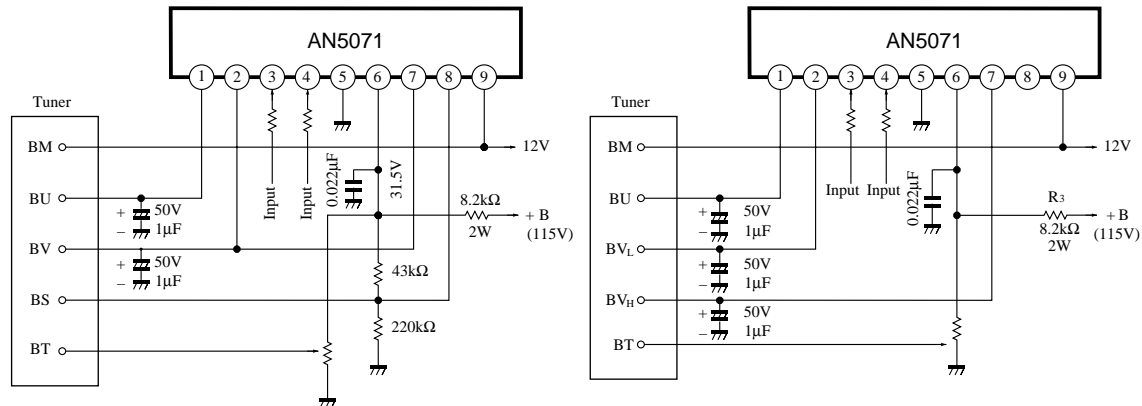 AN5071
1 2 3 4 5 6 7 8 9
Tuner
BM
12V
BU
+
−
50V
1µF
Input
Input
0.022µF
31.5V
8.2kΩ
2W
+ B
(115V)
BV
+
−
50V
1µF
43kΩ
BS
220kΩ
BT
AN5071
1 2 3 4 5 6 7 8 9
Tuner
BM
12V
BU
+
−
50V
1µF
Input Input
0.022µF
R3
8.2kΩ
2W
+ B
(115V)
BVL
+
−
50V
1µF
BVH
+
−
50V
1µF
BT